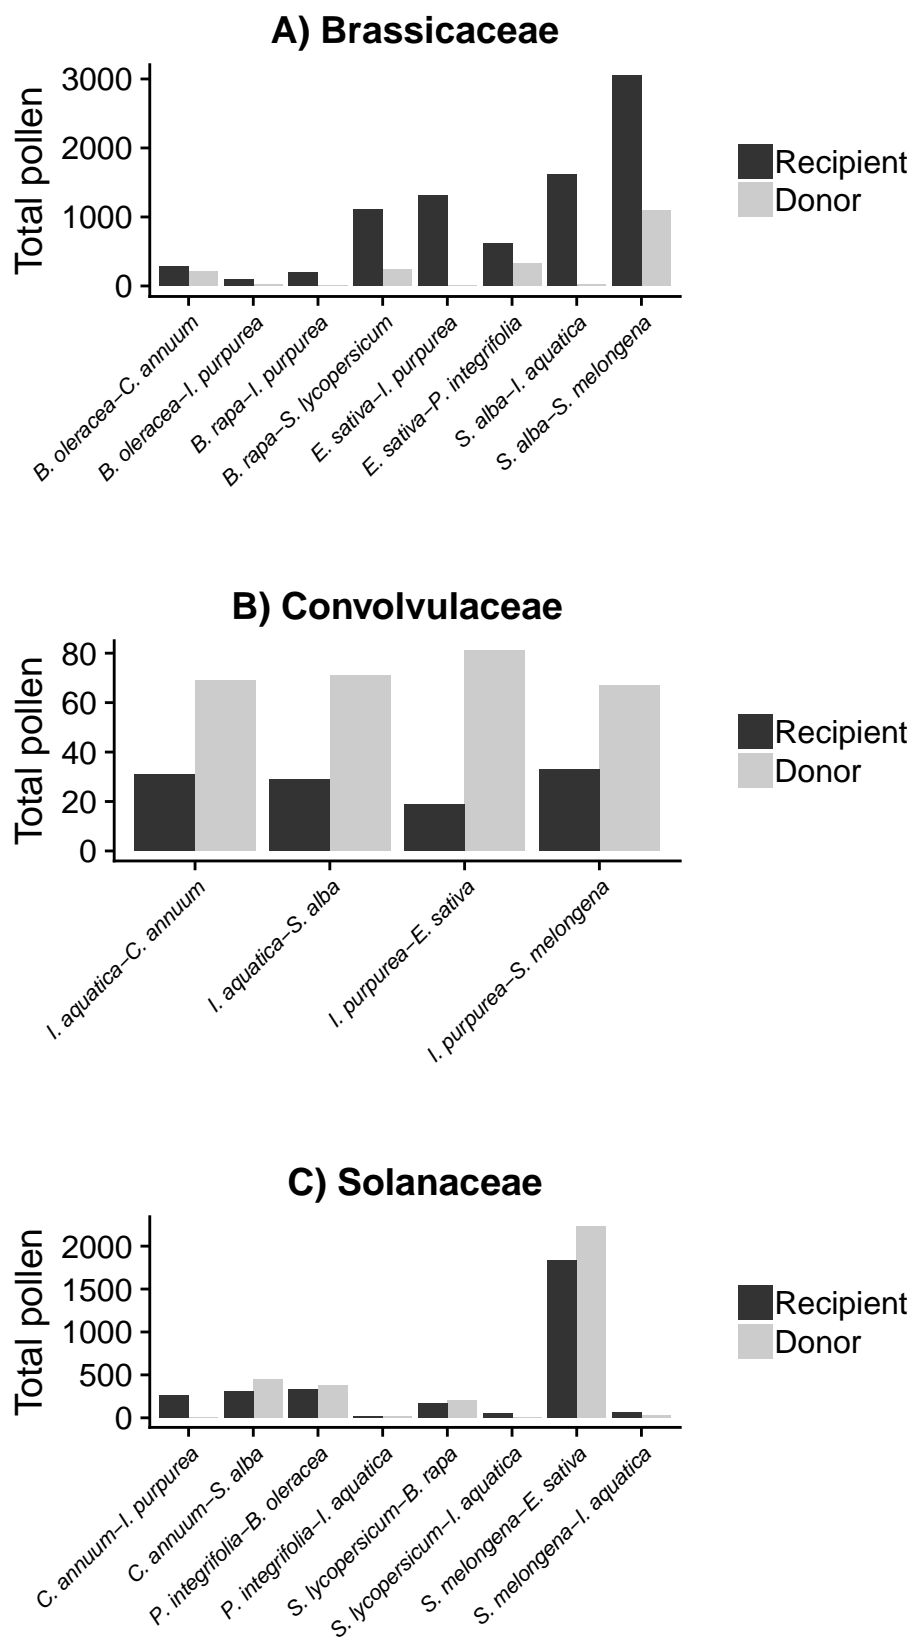 A) Brassicaceae
Total pollen
3000
2000
1000
0
Recipient
Donor
B. oleracea–C. annuum
B. oleracea–I. purpurea
B. rapa–I. purpurea
B. rapa–S. lycopersicum
E. sativa–I. purpurea
E. sativa–P. integrifolia
S. alba–I. aquatica
S. alba–S. melongena
B) Convolvulaceae
Total pollen
80
60
40
20
0
Recipient
Donor
I. aquatica–C. annuum
I. aquatica–S. alba
I. purpurea–E. sativa
I. purpurea–S. melongena
C) Solanaceae
Total pollen
2000
1500
1000
500
0
Recipient
Donor
C. annuum–I. purpurea
C. annuum–S. alba
P. integrifolia–B. oleracea
P. integrifolia–I. aquatica
S. lycopersicum–B. rapa
S. lycopersicum–I. aquatica
S. melongena–E. sativa
S. melongena–I. aquatica